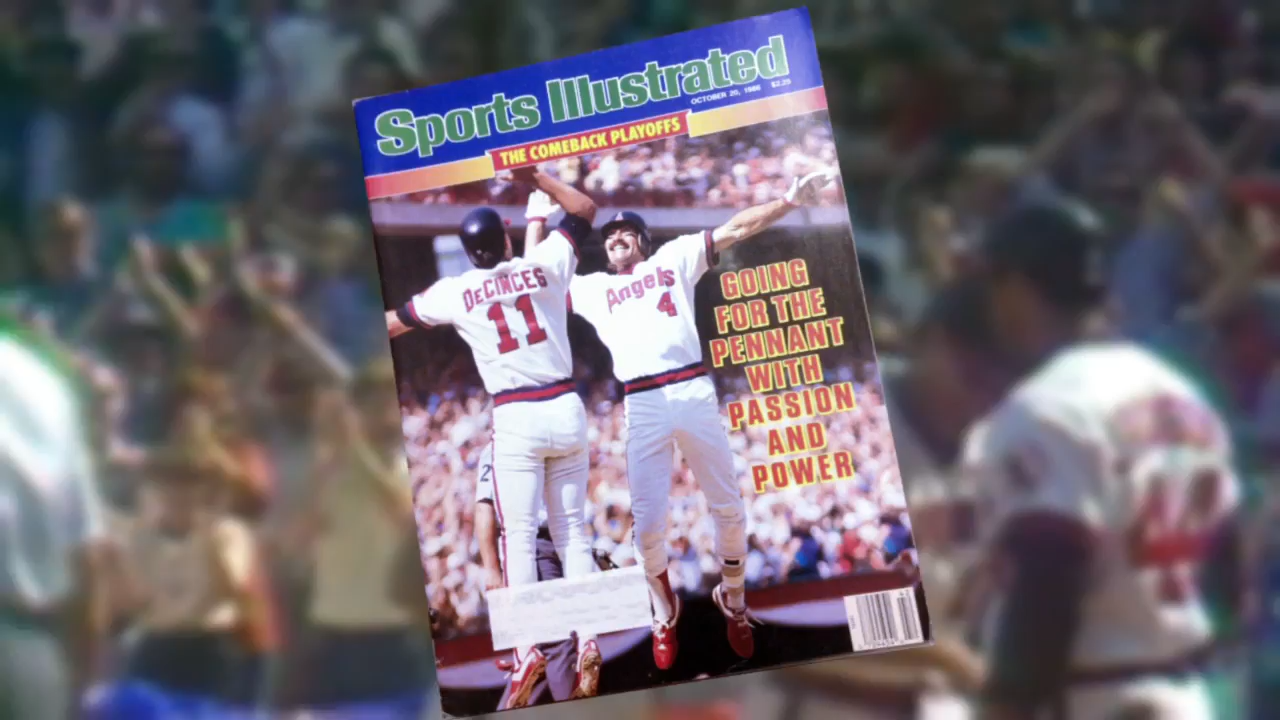 Sports Illustrated
OCTOBER 20, 1986 $2.25
THE COMEBACK PLAYOFFS
DeCINCES
11
Angels
4
GOING
FOR THE
PENNANT
WITH
PASSION
AND
POWER
2